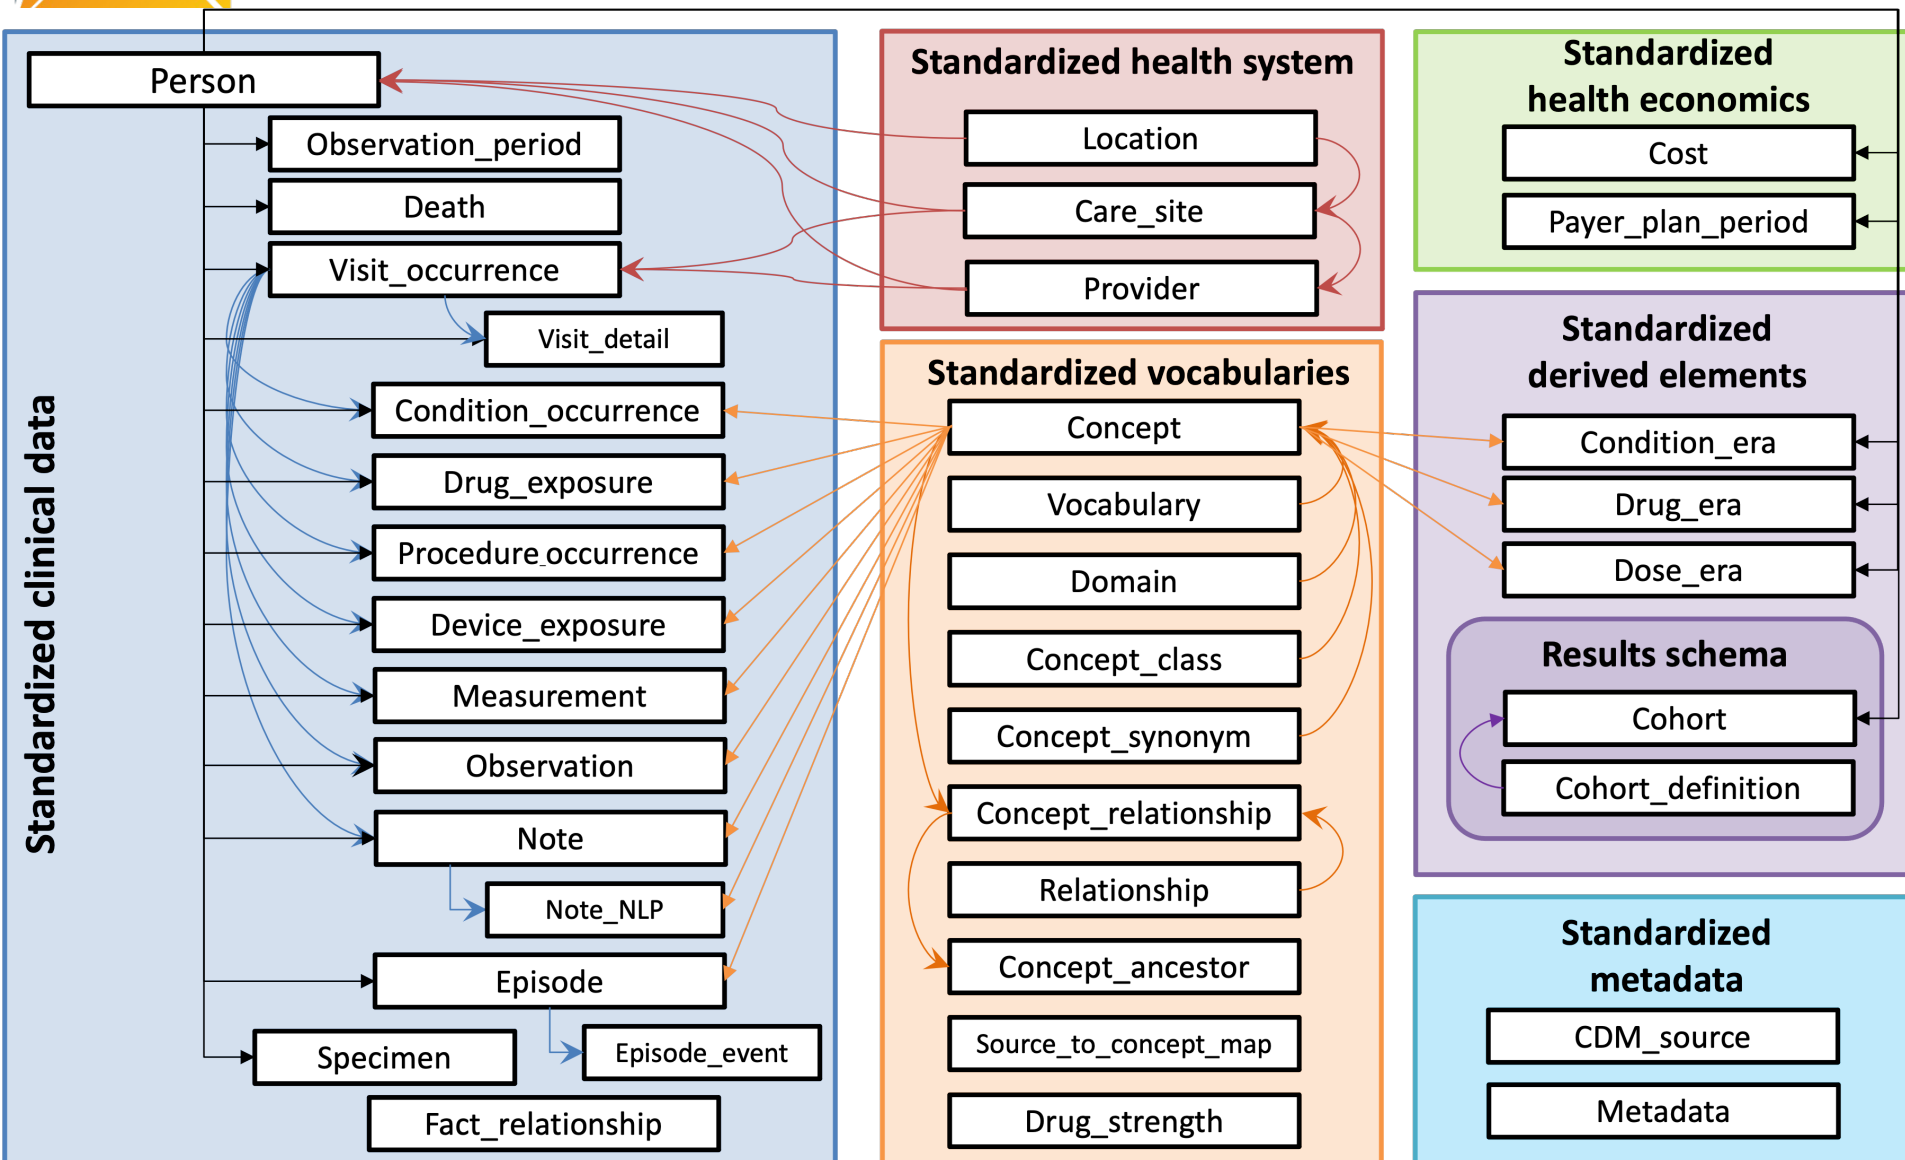 Standardized clinical data
Person
Observation_period
Death
Visit_occurrence
Visit_detail
Condition_occurrence
Drug_exposure
Procedure_occurrence
Device_exposure
Measurement
Observation
Note
Note_NLP
Episode
Episode_event
Specimen
Fact_relationship
Standardized health system
Location
Care_site
Provider
Standardized vocabularies
Concept
Vocabulary
Domain
Concept_class
Concept_synonym
Concept_relationship
Relationship
Concept_ancestor
Source_to_concept_map
Drug_strength
Standardized
health economics
Cost
Payer_plan_period
Standardized
derived elements
Condition_era
Drug_era
Dose_era
Results schema
Cohort
Cohort_definition
Standardized
metadata
CDM_source
Metadata